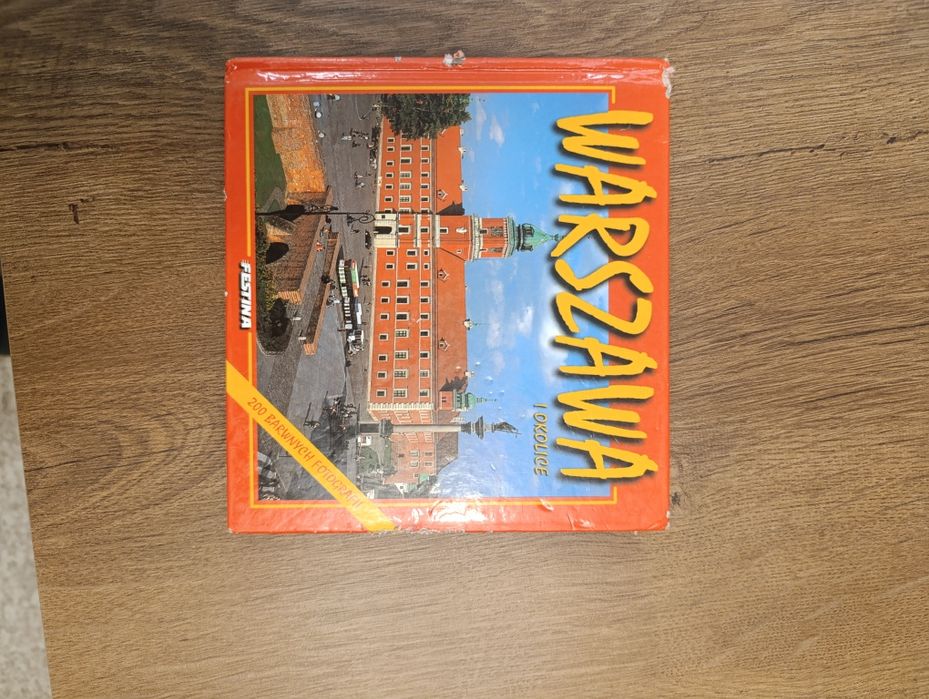 WARSZAWA
I OKOLICE
FESTINA
200 BARWNYCH FOTOGRAFII